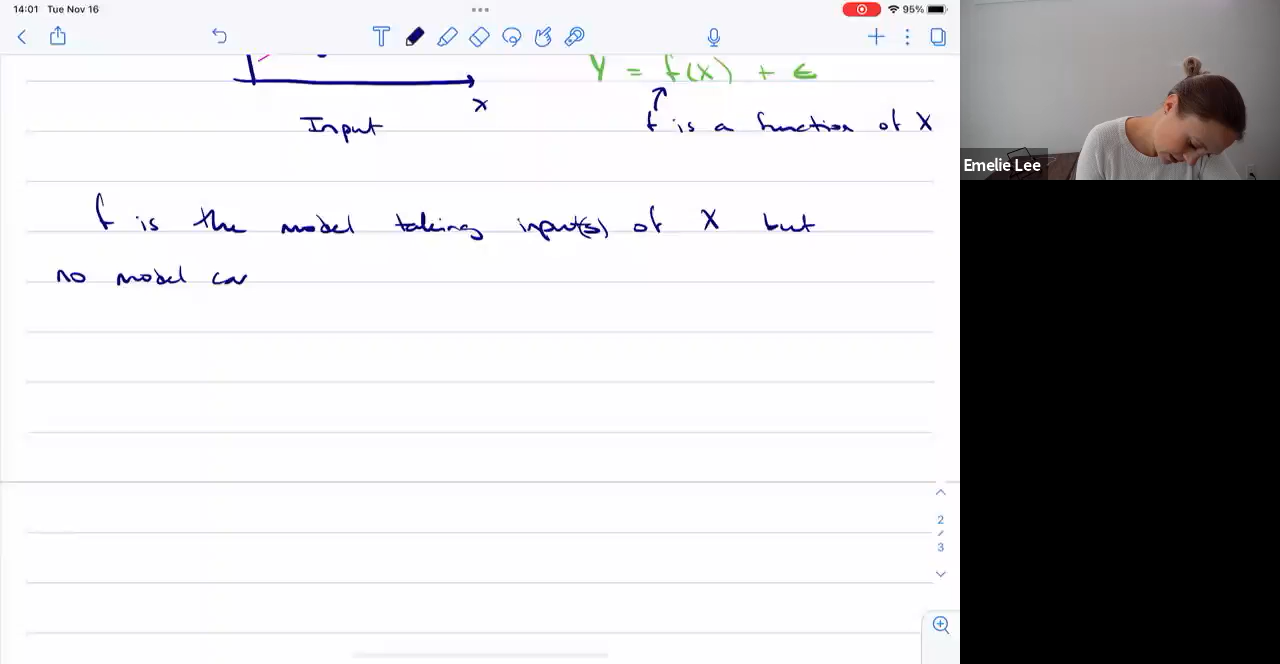 14:01 Tue Nov 16
95%
T
Y = f(x) + ε
x
Input
f is a function of X
Emelie Lee
f is the model taking input(s) of X but
no model can
2
3